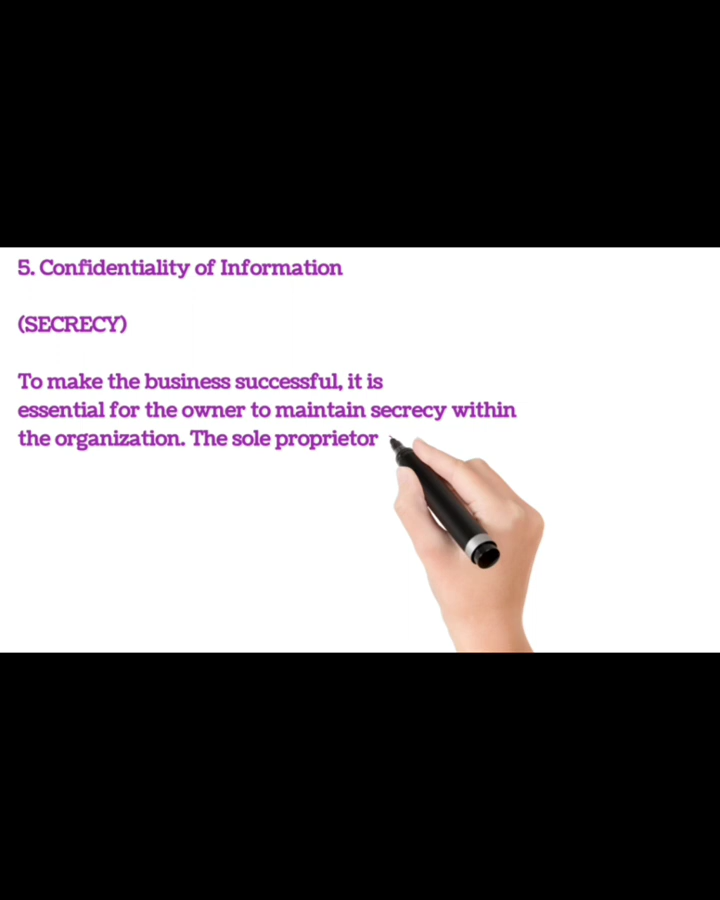 5. Confidentiality of Information
(SECRECY)
To make the business successful, it is
essential for the owner to maintain secrecy within
the organization. The sole proprietor